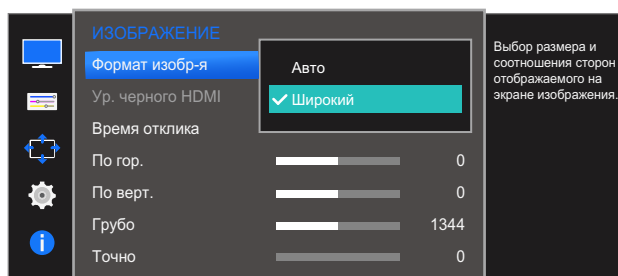 ИЗОБРАЖЕНИЕ
Формат изобр-я
Авто
Ур. черного HDMI
Широкий
Время отклика
По гор. 0
По верт. 0
Грубо 1344
Точно 0
Выбор размера и
соотношения сторон
отображаемого на
экране изображения.